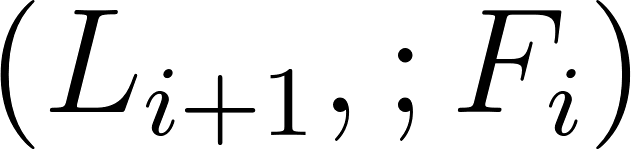 (L_{i+1}, ; F_i)